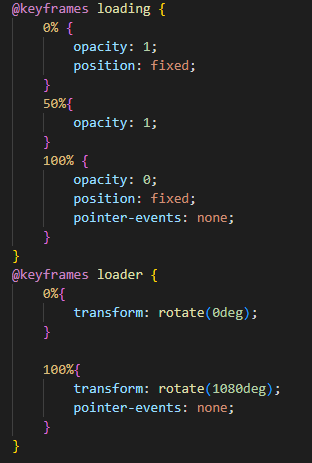 @keyframes loading {
    0% {
        opacity: 1;
        position: fixed;
    }
    50%{
        opacity: 1;
    }
    100% {
        opacity: 0;
        position: fixed;
        pointer-events: none;
    }
}
@keyframes loader {
    0%{
        transform: rotate(0deg);
    }

    100%{
        transform: rotate(1080deg);
        pointer-events: none;
    }
}